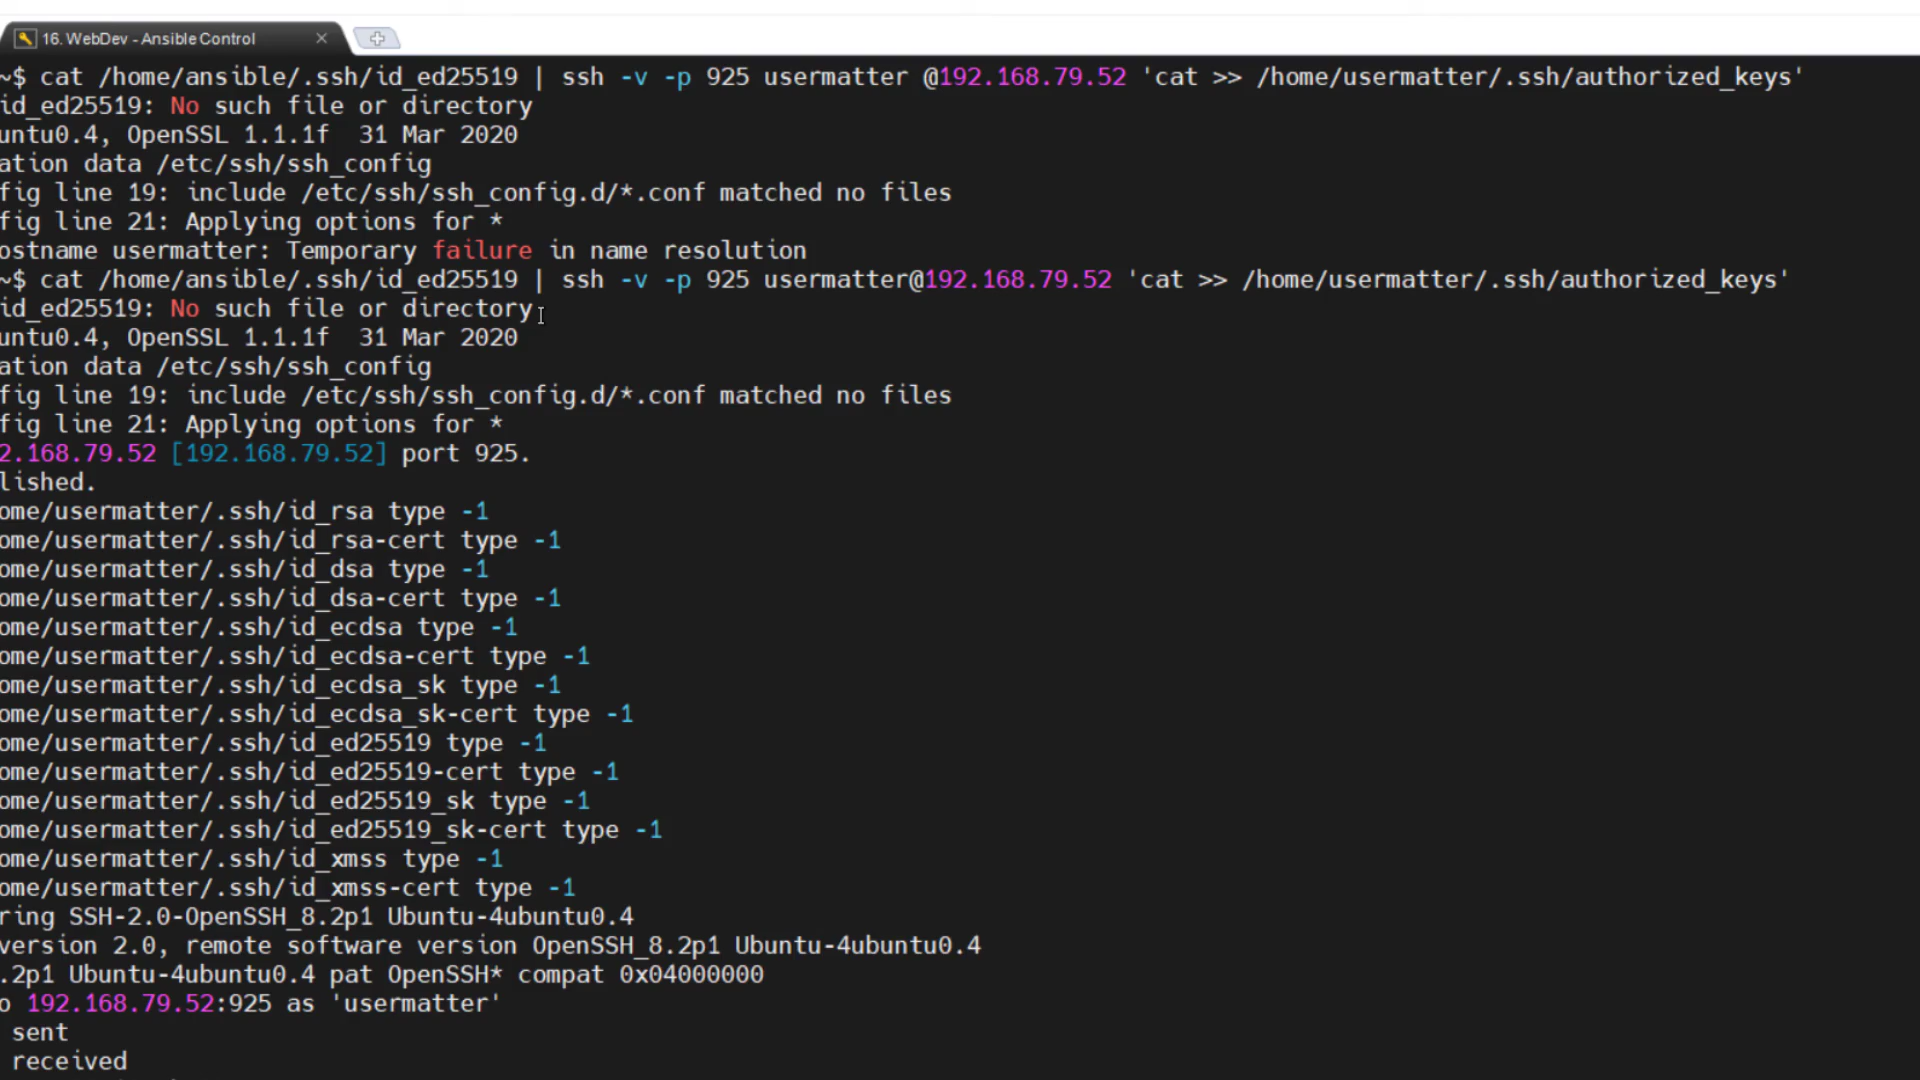 16. WebDev - Ansible Control
~$ cat /home/ansible/.ssh/id_ed25519 | ssh -v -p 925 usermatter @192.168.79.52 'cat >> /home/usermatter/.ssh/authorized_keys'
id_ed25519: No such file or directory
untu0.4, OpenSSL 1.1.1f  31 Mar 2020
ation data /etc/ssh/ssh_config
fig line 19: include /etc/ssh/ssh_config.d/*.conf matched no files
fig line 21: Applying options for *
ostname usermatter: Temporary failure in name resolution
~$ cat /home/ansible/.ssh/id_ed25519 | ssh -v -p 925 usermatter@192.168.79.52 'cat >> /home/usermatter/.ssh/authorized_keys'
id_ed25519: No such file or directory
untu0.4, OpenSSL 1.1.1f  31 Mar 2020
ation data /etc/ssh/ssh_config
fig line 19: include /etc/ssh/ssh_config.d/*.conf matched no files
fig line 21: Applying options for *
2.168.79.52 [192.168.79.52] port 925.
lished.
ome/usermatter/.ssh/id_rsa type -1
ome/usermatter/.ssh/id_rsa-cert type -1
ome/usermatter/.ssh/id_dsa type -1
ome/usermatter/.ssh/id_dsa-cert type -1
ome/usermatter/.ssh/id_ecdsa type -1
ome/usermatter/.ssh/id_ecdsa-cert type -1
ome/usermatter/.ssh/id_ecdsa_sk type -1
ome/usermatter/.ssh/id_ecdsa_sk-cert type -1
ome/usermatter/.ssh/id_ed25519 type -1
ome/usermatter/.ssh/id_ed25519-cert type -1
ome/usermatter/.ssh/id_ed25519_sk type -1
ome/usermatter/.ssh/id_ed25519_sk-cert type -1
ome/usermatter/.ssh/id_xmss type -1
ome/usermatter/.ssh/id_xmss-cert type -1
ring SSH-2.0-OpenSSH_8.2p1 Ubuntu-4ubuntu0.4
version 2.0, remote software version OpenSSH_8.2p1 Ubuntu-4ubuntu0.4
.2p1 Ubuntu-4ubuntu0.4 pat OpenSSH* compat 0x04000000
o 192.168.79.52:925 as 'usermatter'
sent
received